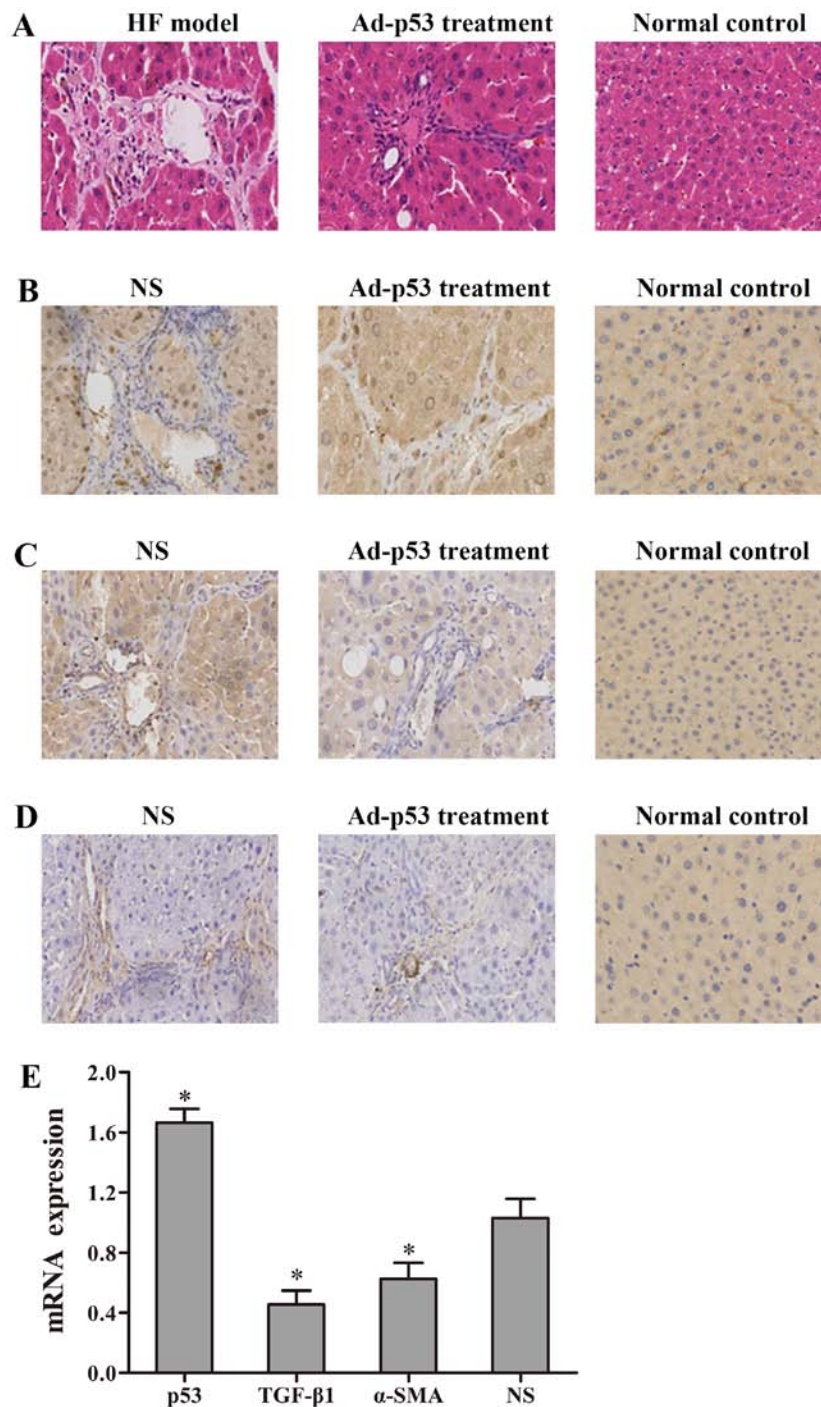 A
HF model Ad-p53 treatment Normal control
B
NS Ad-p53 treatment Normal control
C
NS Ad-p53 treatment Normal control
D
NS Ad-p53 treatment Normal control
E
mRNA expression
2.0
*
1.6
1.2
*
0.8
*
0.4
0.0
p53 TGF-β1 α-SMA NS